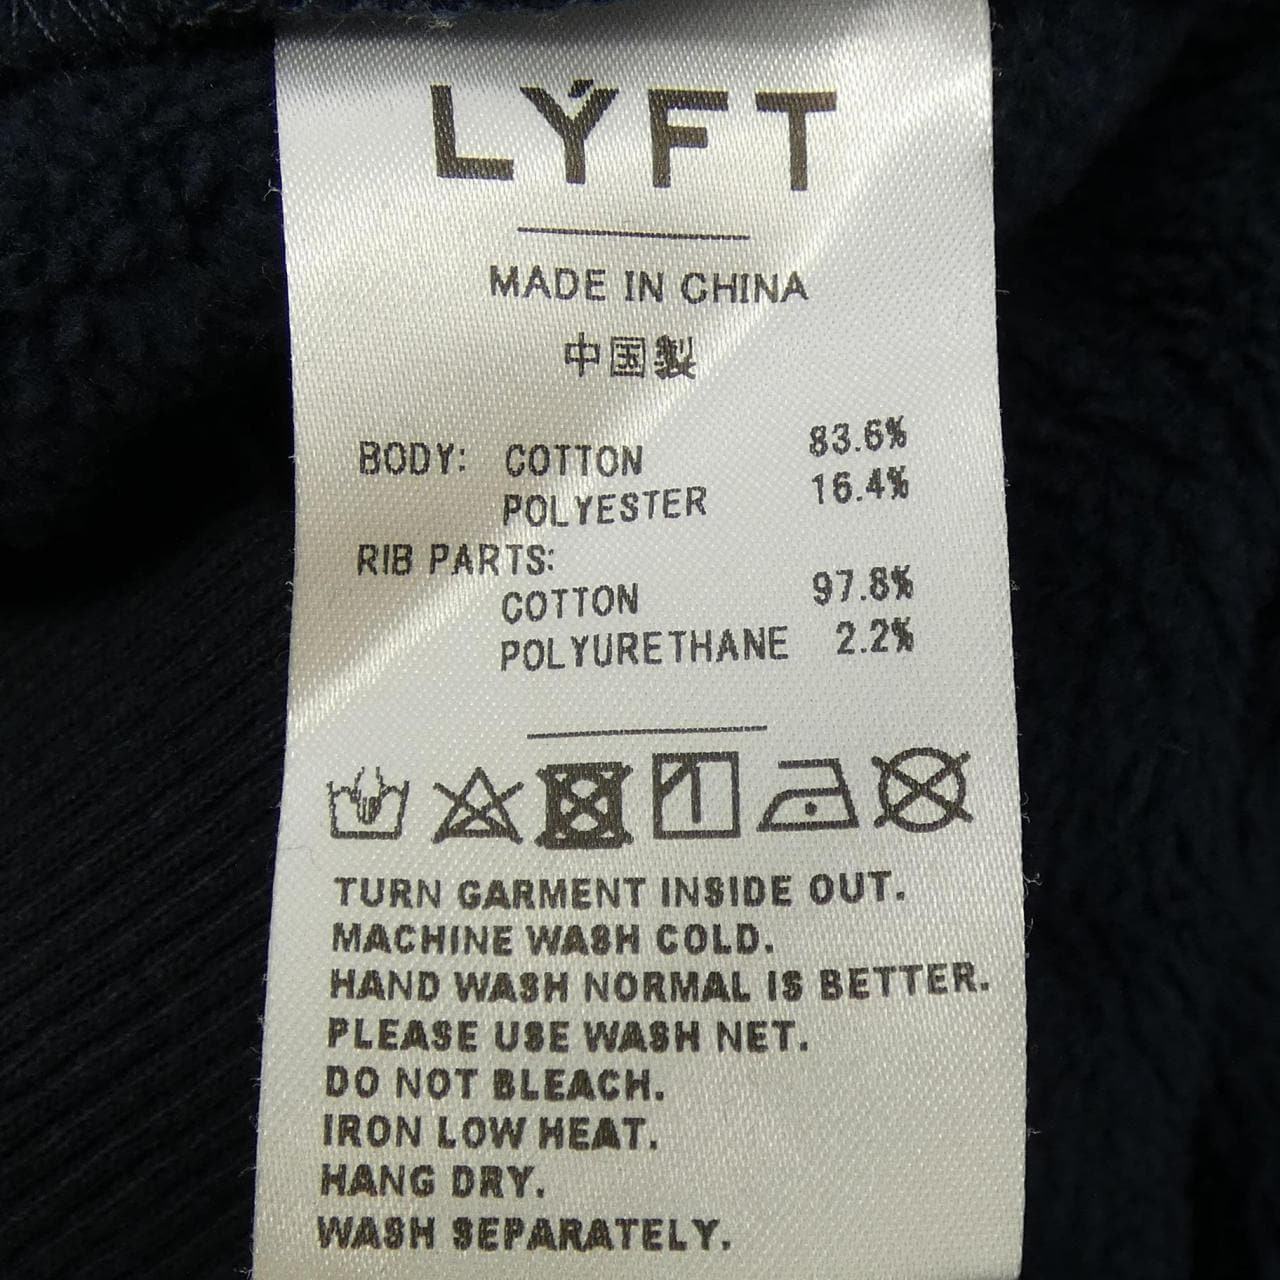 LÝFT
MADE IN CHINA
中国製
BODY: COTTON 83.6%
POLYESTER 16.4%
RIB PARTS:
COTTON 97.8%
POLYURETHANE 2.2%
TURN GARMENT INSIDE OUT.
MACHINE WASH COLD.
HAND WASH NORMAL IS BETTER.
PLEASE USE WASH NET.
DO NOT BLEACH.
IRON LOW HEAT.
HANG DRY.
WASH SEPARATELY.